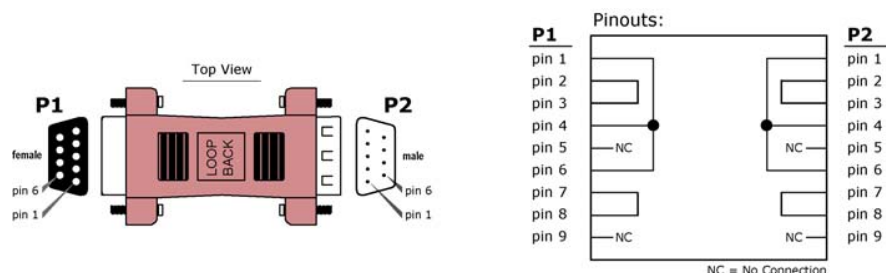 Top View
P1
P2
female
male
pin 6
pin 1
LOOP
BACK
pin 6
pin 1
Pinouts:
P1
pin 1
pin 2
pin 3
pin 4
pin 5
pin 6
pin 7
pin 8
pin 9
NC
NC
NC
NC
P2
pin 1
pin 2
pin 3
pin 4
pin 5
pin 6
pin 7
pin 8
pin 9
NC = No Connection